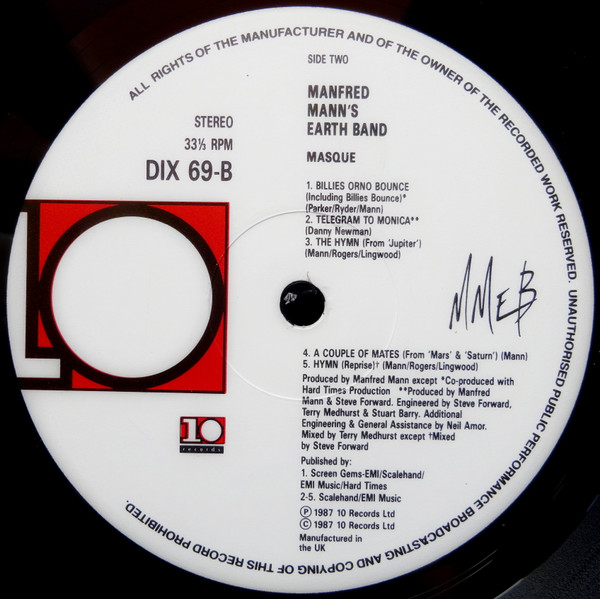 ALL RIGHTS OF THE MANUFACTURER AND OF THE OWNER OF THE RECORDED WORK RESERVED. UNAUTHORISED PUBLIC PERFORMANCE BROADCASTING AND COPYING OF THIS RECORD PROHIBITED.
SIDE TWO
MANFRED
MANN'S
EARTH BAND
MASQUE
STEREO
33⅓ RPM
DIX 69-B
1. BILLIES ORNO BOUNCE
(Including Billies Bounce)*
(Parker/Ryder/Mann)
2. TELEGRAM TO MONICA**
(Danny Newman)
3. THE HYMN (From 'Jupiter')
(Mann/Rogers/Lingwood)
10
MMEB
4. A COUPLE OF MATES (From 'Mars' & 'Saturn') (Mann)
5. HYMN (Reprise)† (Mann/Rogers/Lingwood)
Produced by Manfred Mann except *Co-produced with
Hard Times Production **Produced by Manfred
Mann & Steve Forward. Engineered by Steve Forward,
Terry Medhurst & Stuart Barry. Additional
Engineering & General Assistance by Neil Amor.
Mixed by Terry Medhurst except †Mixed
by Steve Forward
10
records
Published by:
1. Screen Gems-EMI/Scalehand/
EMI Music/Hard Times
2-5. Scalehand/EMI Music
Ⓟ 1987 10 Records Ltd
© 1987 10 Records Ltd
Manufactured in
the UK